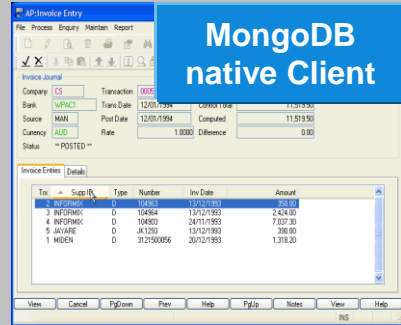 AP:Invoice Entry
MongoDB
native Client
File Process Enquiry Maintain Report
Invoice Journal
Company CS Transaction 0005
Bank WPAC1 Trans Date 12/01/1994 Control Total 11,519.50
Source MAN Post Date 12/01/1994 Computed 11,519.50
Currency AUD Rate 1.0000 Difference 0.00
Status ** POSTED **
Invoice Entries Details
Trx Supp ID Type Number Inv Date Amount
2 INFORMIX D 104963 13/12/1993 350.00
3 INFORMIX D 104964 13/12/1993 2,424.00
4 INFORMIX D 104903 24/11/1993 7,037.30
5 JAYARE D JK1293 13/12/1993 390.00
1 MIDEN D 3121500056 20/12/1993 1,318.20
View Cancel PgDown Prev Help PgUp Notes View Help
INS